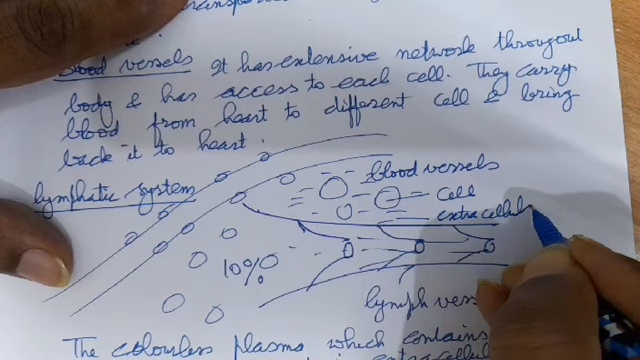 Blood vessels It has extensive network througout
body & has access to each cell. They carry
blood from heart to different cell & bring
back it to heart.
lymphatic system
blood vessels
cell
extra cellul
10%
lymph vess
The colourless plasma which contains